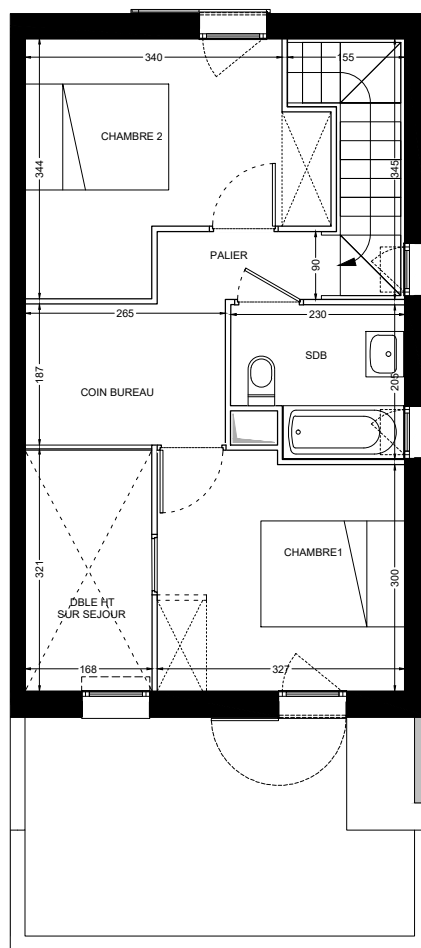 340
155
CHAMBRE 2
344
345
PALIER
90
265
230
SDB
187
205
COIN BUREAU
321
CHAMBRE1
300
DBLE HT
SUR SEJOUR
168
327